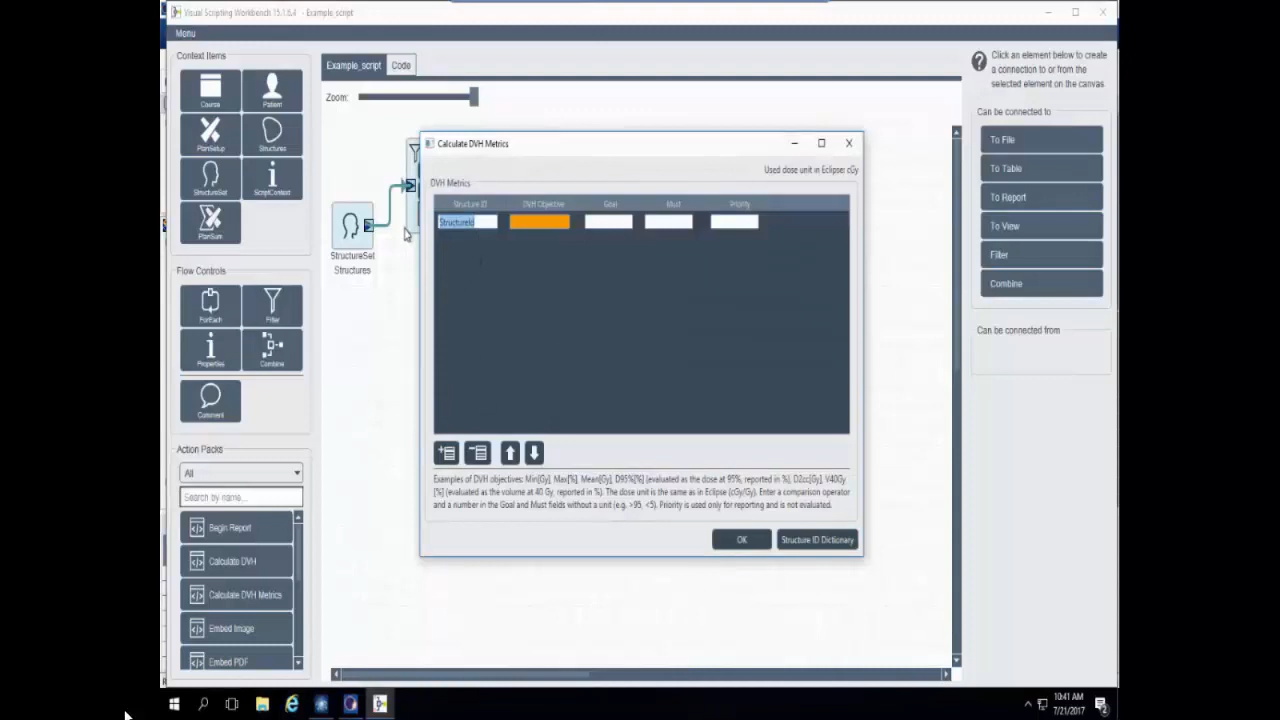 Visual Scripting Workbench 15.1.6.4 - Example_script
Menu
Context Items
Course
Patient
PlanSetup
Structures
StructureSet
ScriptContext
PlanSum
Flow Controls
ForEach
Filter
Properties
Combine
Comment
Action Packs
All
Search by name...
Begin Report
Calculate DVH
Calculate DVH Metrics
Embed Image
Embed PDF
Example_script
Code
Zoom:
StructureSet
Structures
Calculate DVH Metrics
Used dose unit in Eclipse: cGy
DVH Metrics
Structure ID
DVH Objective
Goal
Must
Priority
StructureId
Examples of DVH objectives: Min[Gy], Max[%], Mean[Gy], D95%[%] (evaluated as the dose at 95%, reported in %), D2cc[Gy], V40Gy
[%] (evaluated as the volume at 40 Gy, reported in %). The dose unit is the same as in Eclipse (cGy/Gy). Enter a comparison operator
and a number in the Goal and Must fields without a unit (e.g. >95, <5). Priority is used only for reporting and is not evaluated.
OK
Structure ID Dictionary
Click an element below to create
a connection to or from the
selected element on the canvas.
Can be connected to
To File
To Table
To Report
To View
Filter
Combine
Can be connected from
10:41 AM
7/21/2017
2